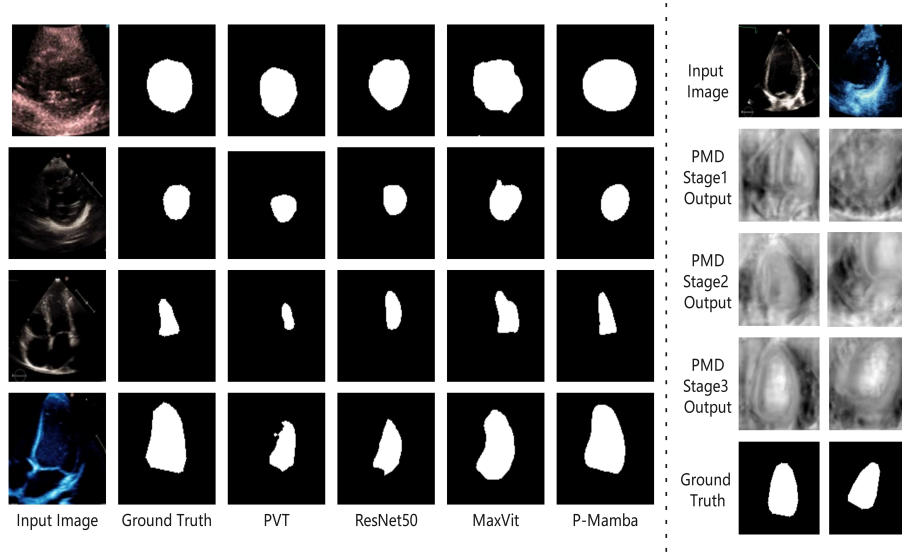 Input Image
Ground Truth
PVT
ResNet50
MaxVit
P-Mamba
Input
Image
PMD
Stage1
Output
PMD
Stage2
Output
PMD
Stage3
Output
Ground
Truth